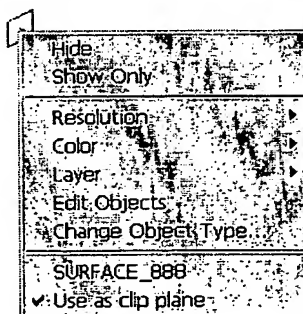 Hide
Show Only
Resolution
Color
Layer
Edit Objects
Change Object Type
SURFACE_888
Use as clip plane